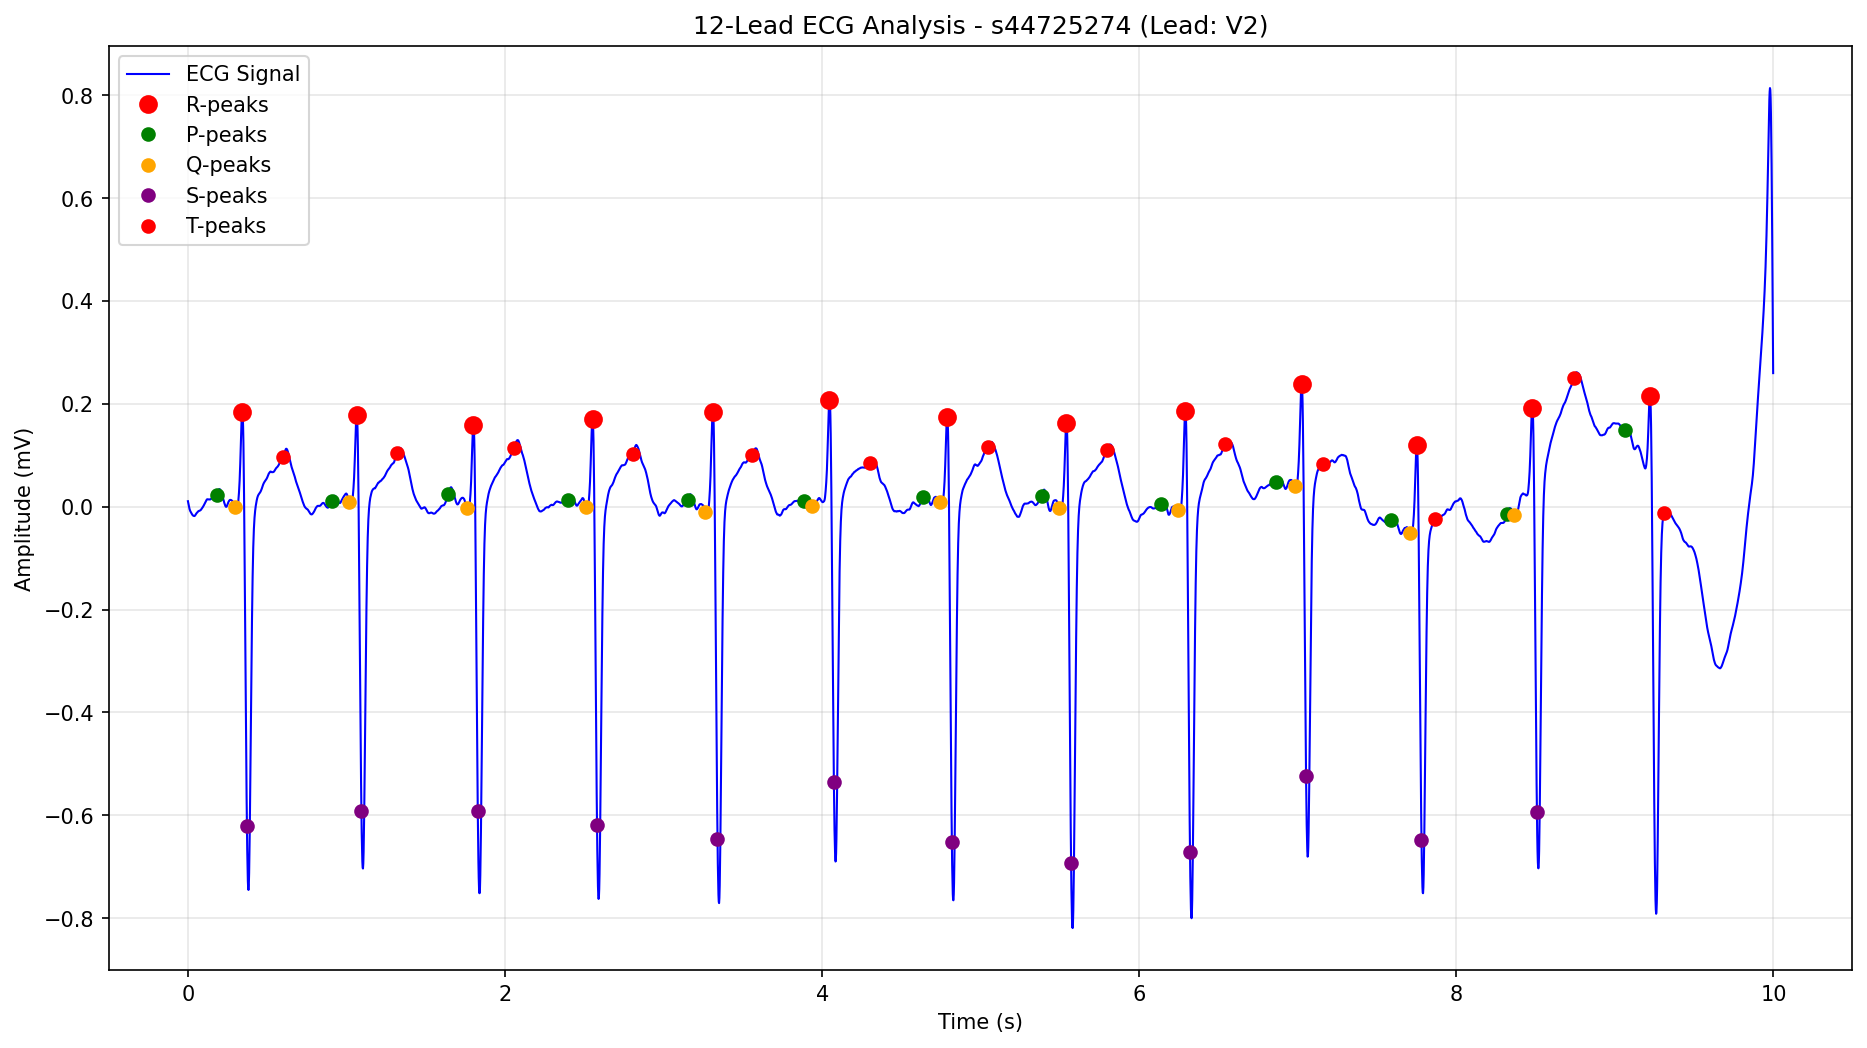 12-Lead ECG Analysis - s44725274 (Lead: V2)
ECG Signal
R-peaks
P-peaks
Q-peaks
S-peaks
T-peaks
Amplitude (mV)
0.8
0.6
0.4
0.2
0.0
−0.2
−0.4
−0.6
−0.8
0 2 4 6 8 10
Time (s)